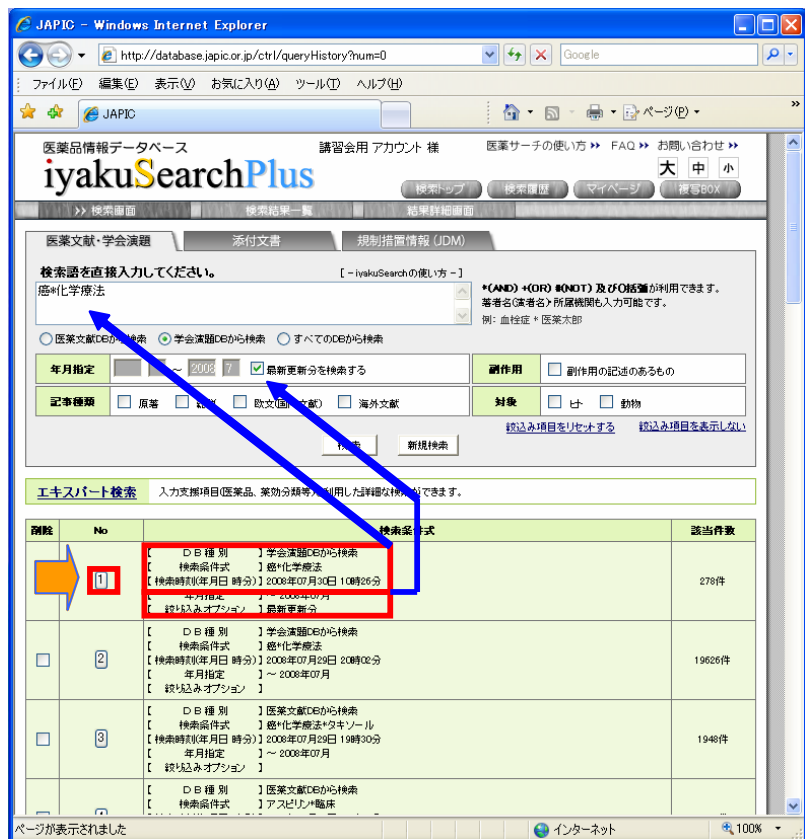 JAPIC - Windows Internet Explorer
http://database.japic.or.jp/ctrl/queryHistory?num=0
Google
ファイル(F) 編集(E) 表示(V) お気に入り(A) ツール(T) ヘルプ(H)
JAPIC
ページ(P)
医薬品情報データベース
講習会用 アカウント 様
医薬サーチの使い方 FAQ お問い合わせ
iyakuSearchPlus
大 中 小
検索トップ 検索履歴 マイページ 複写BOX
>> 検索画面 検索結果一覧 結果詳細画面
医薬文献・学会演題 添付文書 規制措置情報 (JDM)
検索語を直接入力してください。
[ - iyakuSearchの使い方 - ]
癌*化学療法
*(AND) +(OR) #(NOT) 及び()括弧が利用できます。
著者名(演者名)・所属機関も入力可能です。
例: 血栓症 * 医薬太郎
医薬文献DBから検索 学会演題DBから検索 すべてのDBから検索
年月指定 ～ 2008 7 最新更新分を検索する
副作用 副作用の記述のあるもの
記事種類 原著 欧文(国内文献) 海外文献
対象 ヒト 動物
絞込み項目をリセットする 絞込み項目を表示しない
検索 新規検索
エキスパート検索 入力支援項目(医薬品、薬効分類等)を利用した詳細な検索ができます。
削除 No 検索条件式 該当件数
【 DB種別 】学会演題DBから検索
【 検索条件式 】癌*化学療法
1 【検索時刻(年月日 時分)】2008年07月30日 10時26分 278件
【 年月指定 】～ 2008年07月
【 絞り込みオプション 】最新更新分
【 DB種別 】学会演題DBから検索
【 検索条件式 】癌*化学療法
2 【検索時刻(年月日 時分)】2008年07月29日 20時02分 19626件
【 年月指定 】～ 2008年07月
【 絞り込みオプション 】
【 DB種別 】医薬文献DBから検索
【 検索条件式 】癌*化学療法*タキソール
3 【検索時刻(年月日 時分)】2008年07月29日 19時30分 1948件
【 年月指定 】～ 2008年07月
【 絞り込みオプション 】
【 DB種別 】医薬文献DBから検索
【 検索条件式 】アスピリン*臨床
ページが表示されました インターネット 100%